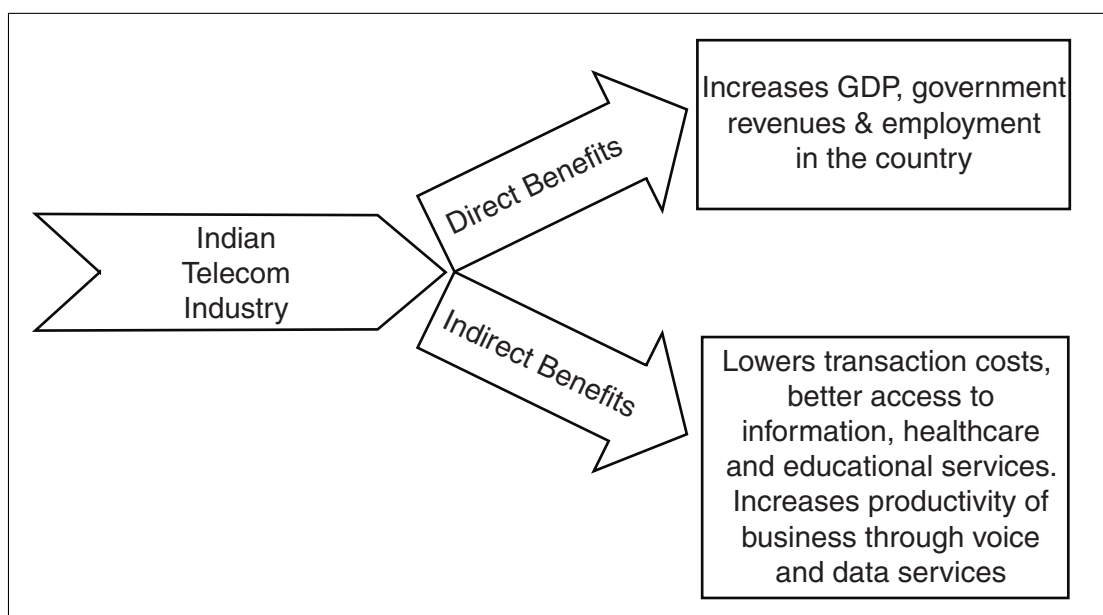 Indian
Telecom
Industry
Direct Benefits
Increases GDP, government
revenues & employment
in the country
Indirect Benefits
Lowers transaction costs,
better access to
information, healthcare
and educational services.
Increases productivity of
business through voice
and data services